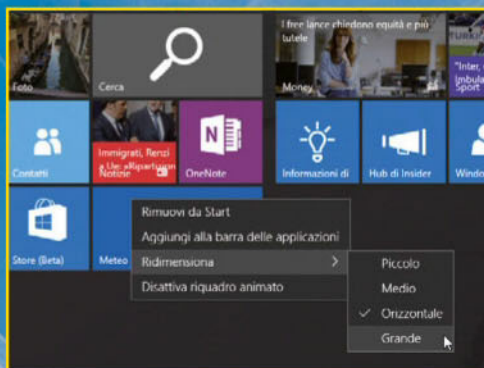 I free lance chiedono equità e più
tutele
Foto
Cerca
Money
"Inter,
Sport
Contatti
Immigrati, Renzi
a Ue: «Ripartizion
Notizie
N
OneNote
Informazioni di
Hub di Insider
Windo
Store (Beta)
Meteo
Rimuovi da Start
Aggiungi alla barra delle applicazioni
Ridimensiona
Disattiva riquadro animato
Piccolo
Medio
Orizzontale
Grande